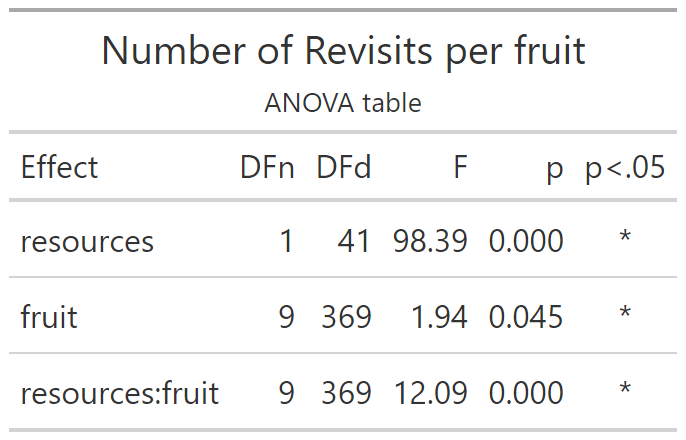 Number of Revisits per fruit
ANOVA table
Effect DFn DFd F p p<.05
resources 1 41 98.39 0.000 *
fruit 9 369 1.94 0.045 *
resources:fruit 9 369 12.09 0.000 *